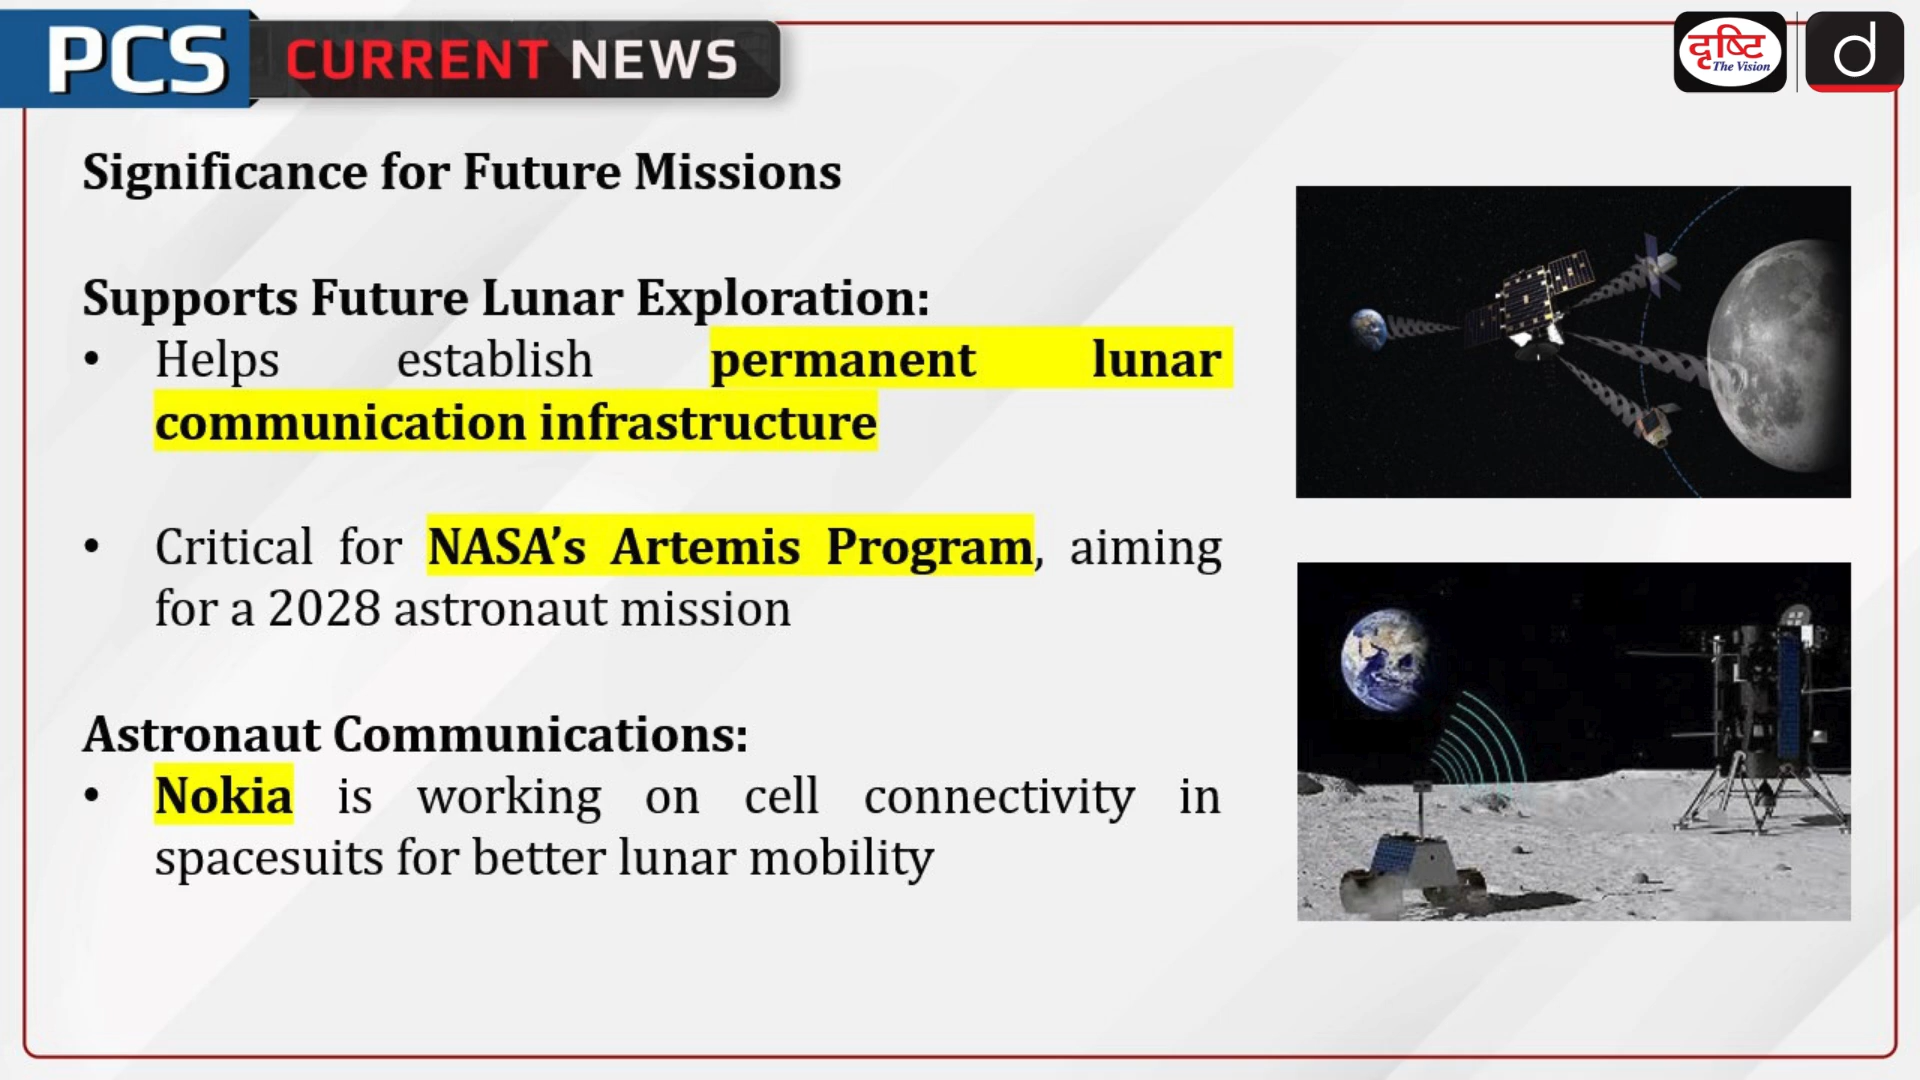 PCS CURRENT NEWS
दृष्टि
The Vision
d
Significance for Future Missions
Supports Future Lunar Exploration:
• Helps establish permanent lunar
communication infrastructure
• Critical for NASA’s Artemis Program, aiming
for a 2028 astronaut mission
Astronaut Communications:
• Nokia is working on cell connectivity in
spacesuits for better lunar mobility